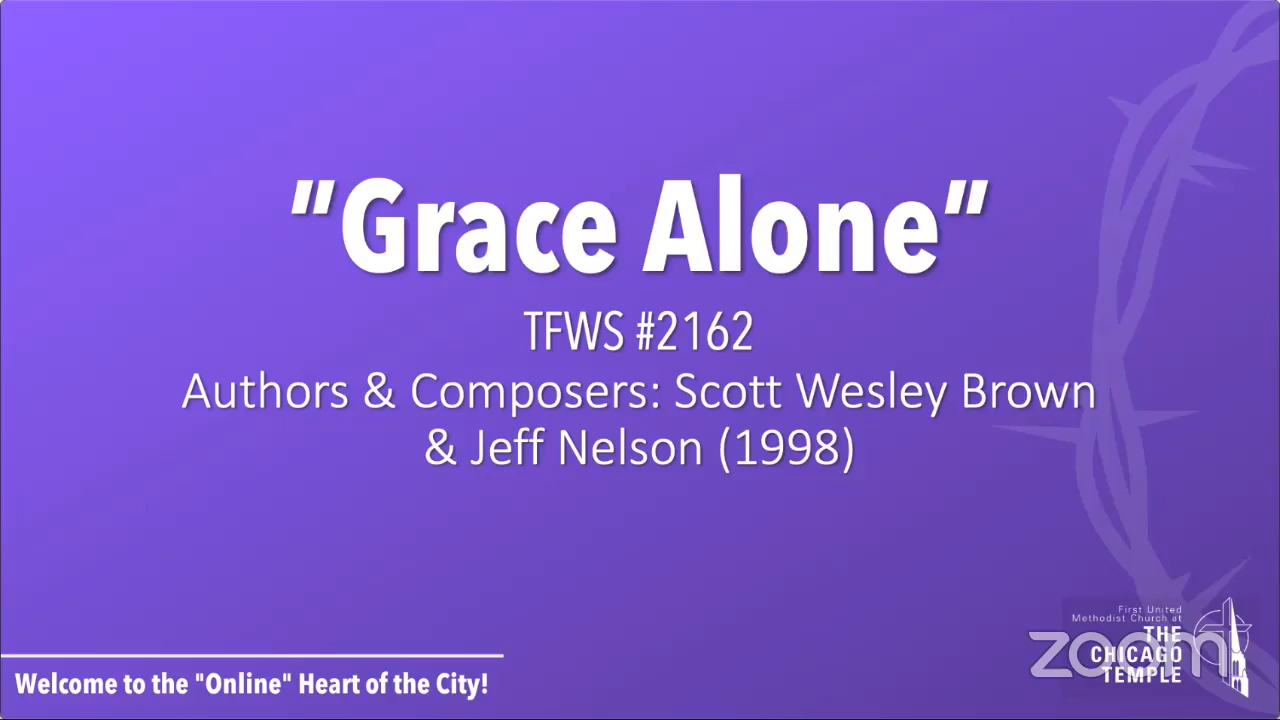 "Grace Alone"
TFWS #2162
Authors & Composers: Scott Wesley Brown
& Jeff Nelson (1998)
First United
Methodist Church at
THE
CHICAGO
TEMPLE
zoom
Welcome to the "Online" Heart of the City!